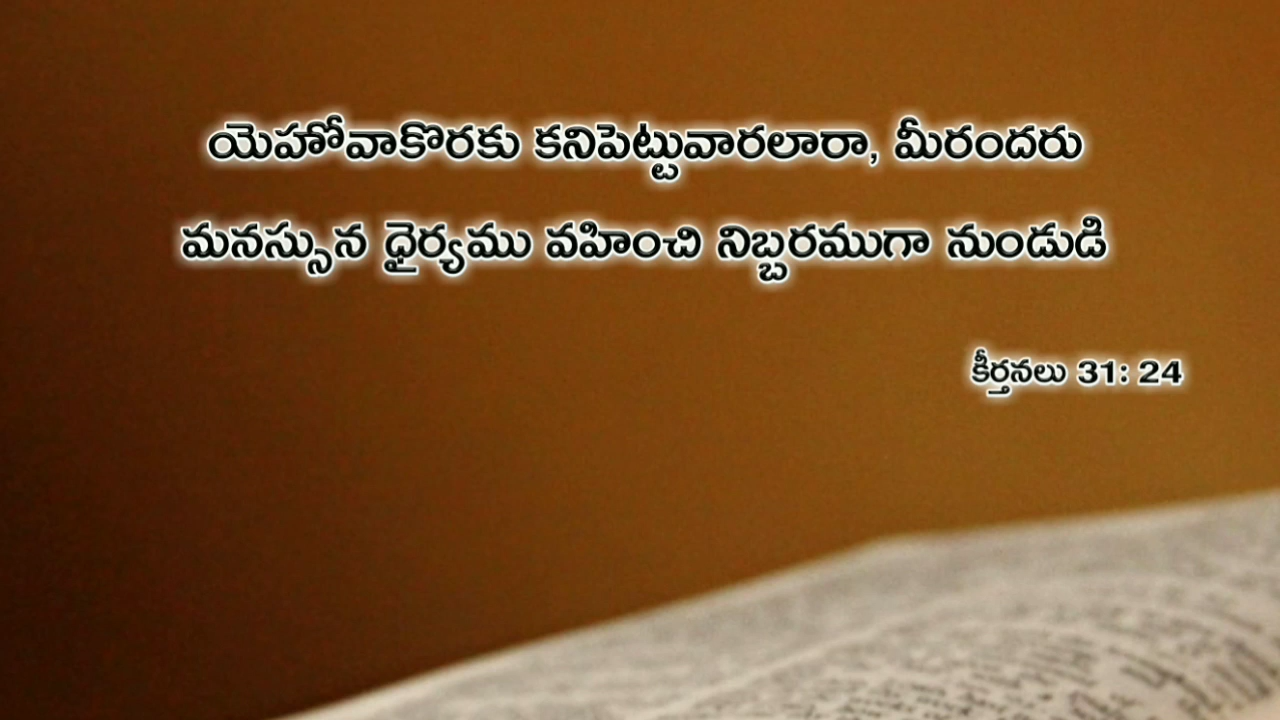 యెహోవాకొరకు కనిపెట్టువారలారా, మీరందరు
మనస్సున ధైర్యము వహించి నిబ్బరముగా నుండుడి
కీర్తనలు 31: 24